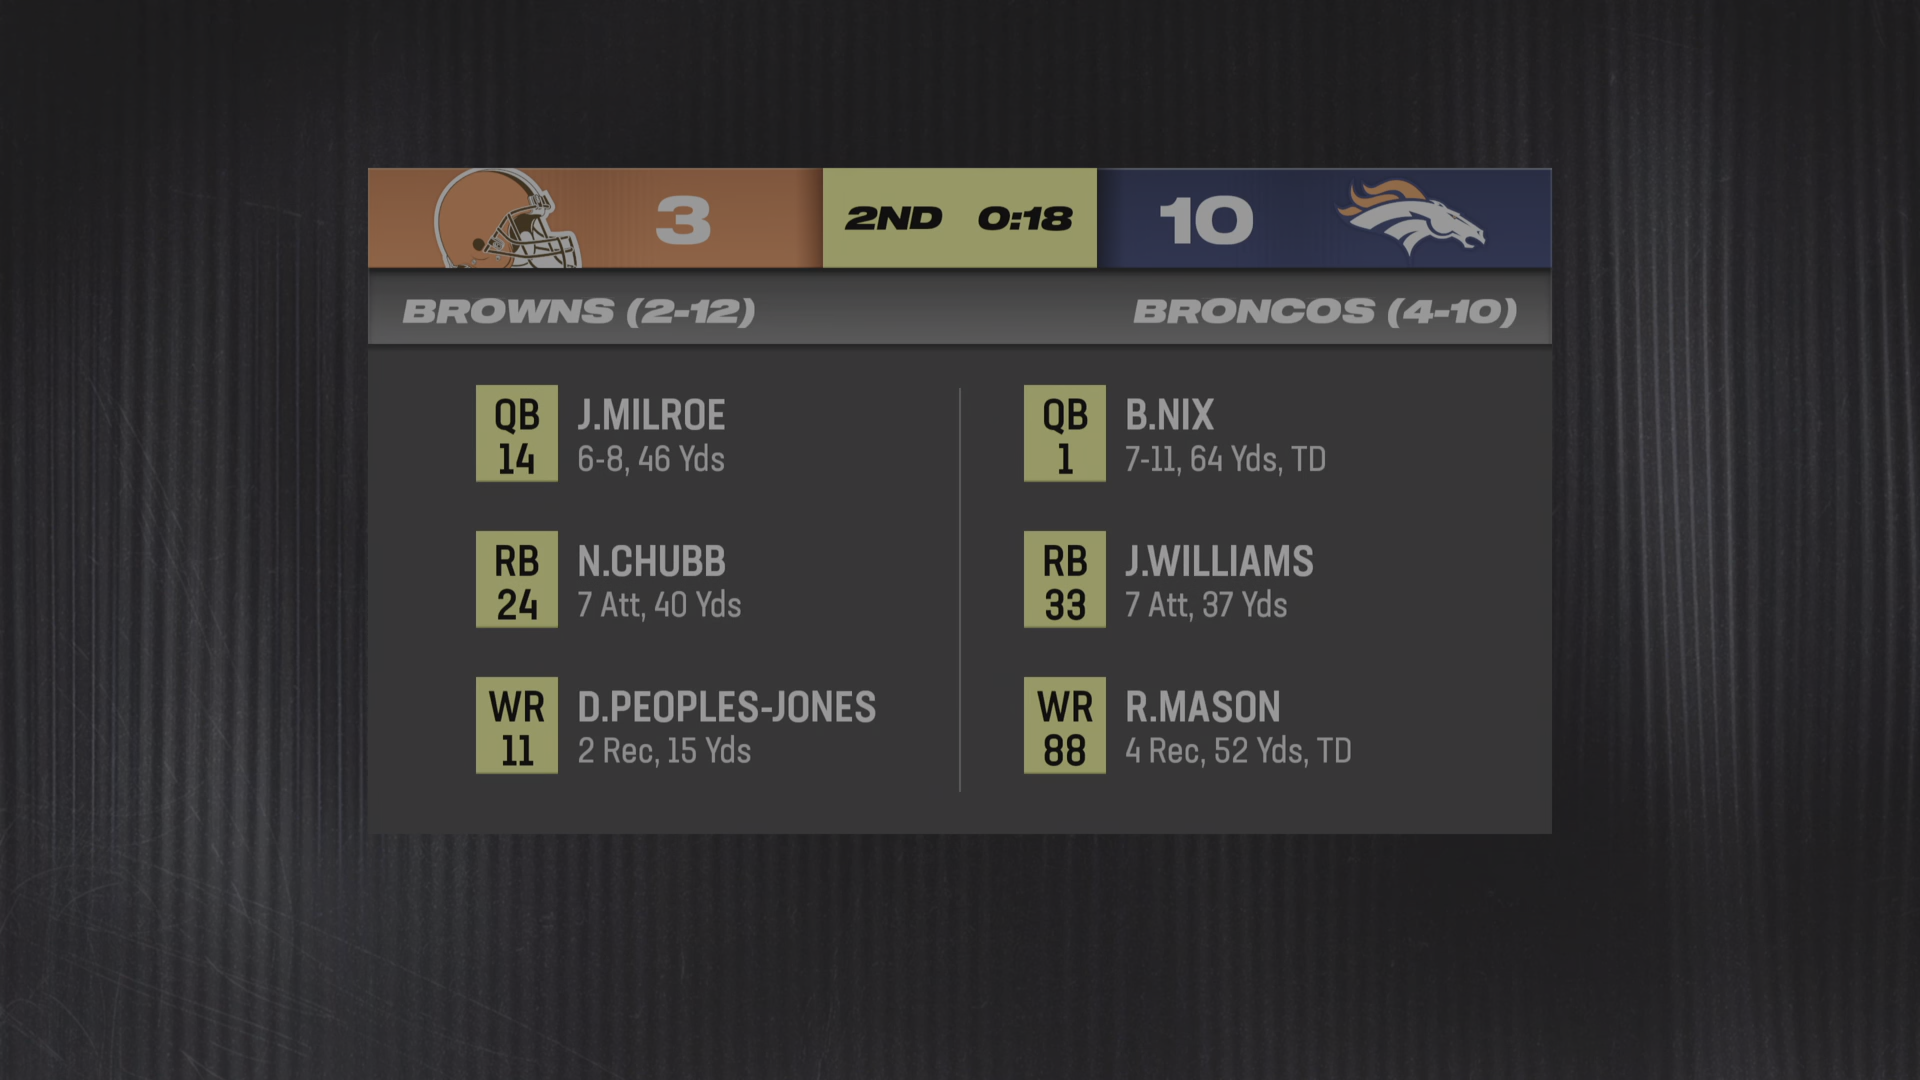 3 2ND 0:18 10
BROWNS (2-12) BRONCOS (4-10)
QB 14 J.MILROE
6-8, 46 Yds
RB 24 N.CHUBB
7 Att, 40 Yds
WR 11 D.PEOPLES-JONES
2 Rec, 15 Yds
QB 1 B.NIX
7-11, 64 Yds, TD
RB 33 J.WILLIAMS
7 Att, 37 Yds
WR 88 R.MASON
4 Rec, 52 Yds, TD